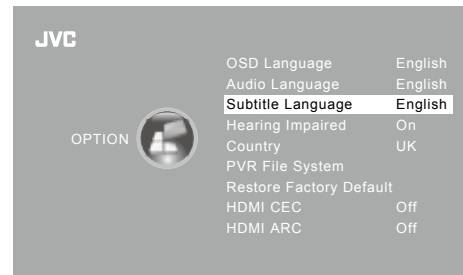 JVC
OPTION
OSD Language English
Audio Language English
Subtitle Language English
Hearing Impaired On
Country UK
PVR File System
Restore Factory Default
HDMI CEC Off
HDMI ARC Off